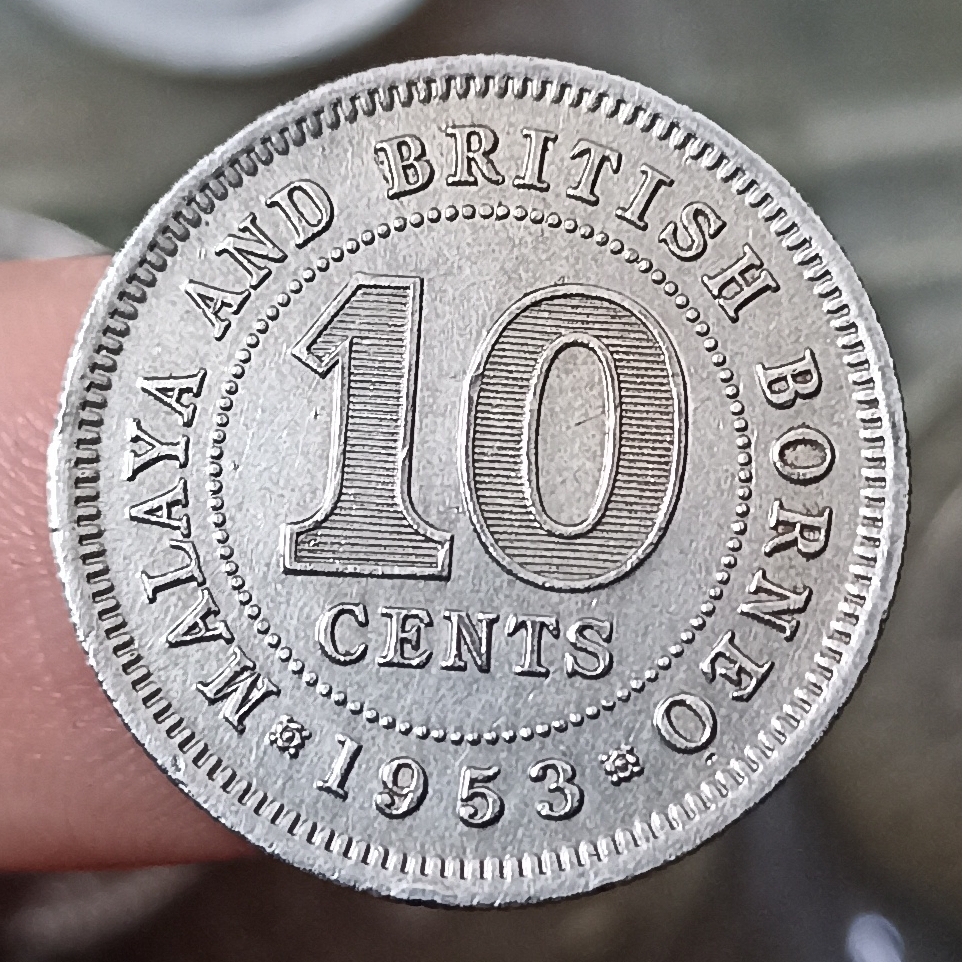 MALAYA AND BRITISH BORNEO
10
CENTS
1953